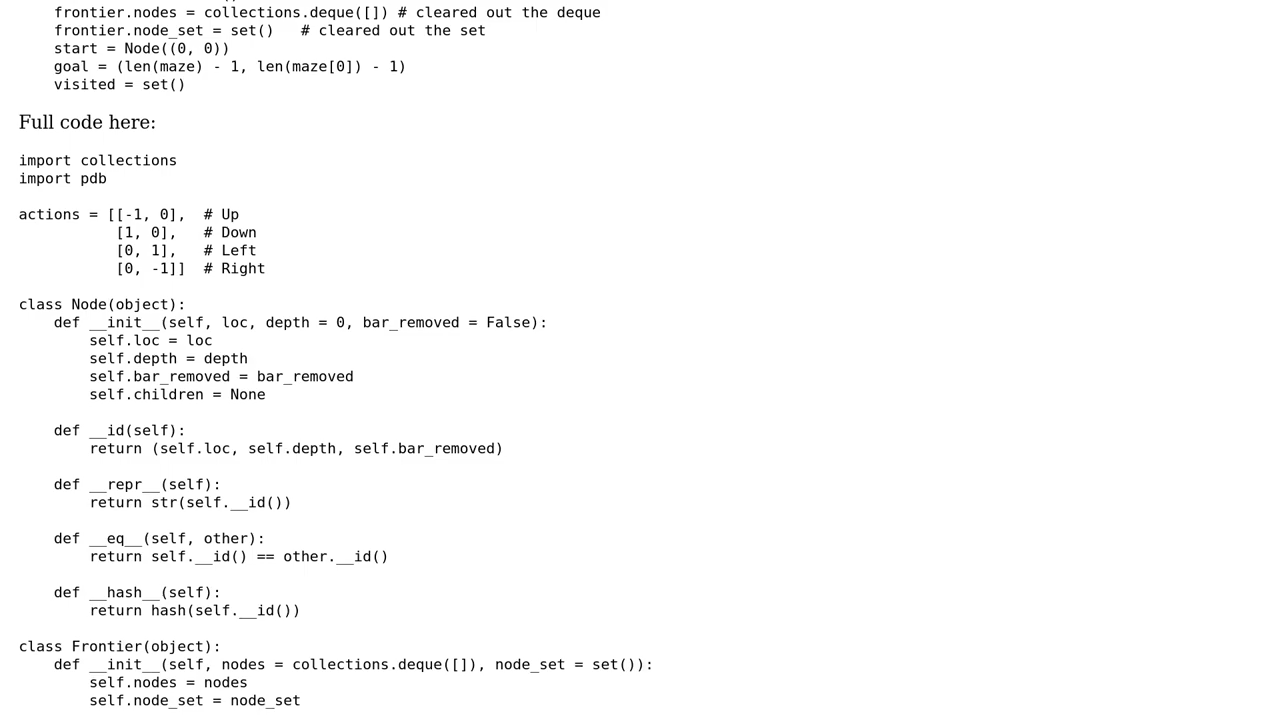 frontier.nodes = collections.deque([]) # cleared out the deque
frontier.node_set = set()   # cleared out the set
start = Node((0, 0))
goal = (len(maze) - 1, len(maze[0]) - 1)
visited = set()
Full code here:
import collections
import pdb
actions = [[-1, 0],  # Up
           [1, 0],   # Down
           [0, 1],   # Left
           [0, -1]]  # Right
class Node(object):
    def __init__(self, loc, depth = 0, bar_removed = False):
        self.loc = loc
        self.depth = depth
        self.bar_removed = bar_removed
        self.children = None
    def __id(self):
        return (self.loc, self.depth, self.bar_removed)
    def __repr__(self):
        return str(self.__id())
    def __eq__(self, other):
        return self.__id() == other.__id()
    def __hash__(self):
        return hash(self.__id())
class Frontier(object):
    def __init__(self, nodes = collections.deque([]), node_set = set()):
        self.nodes = nodes
        self.node_set = node_set